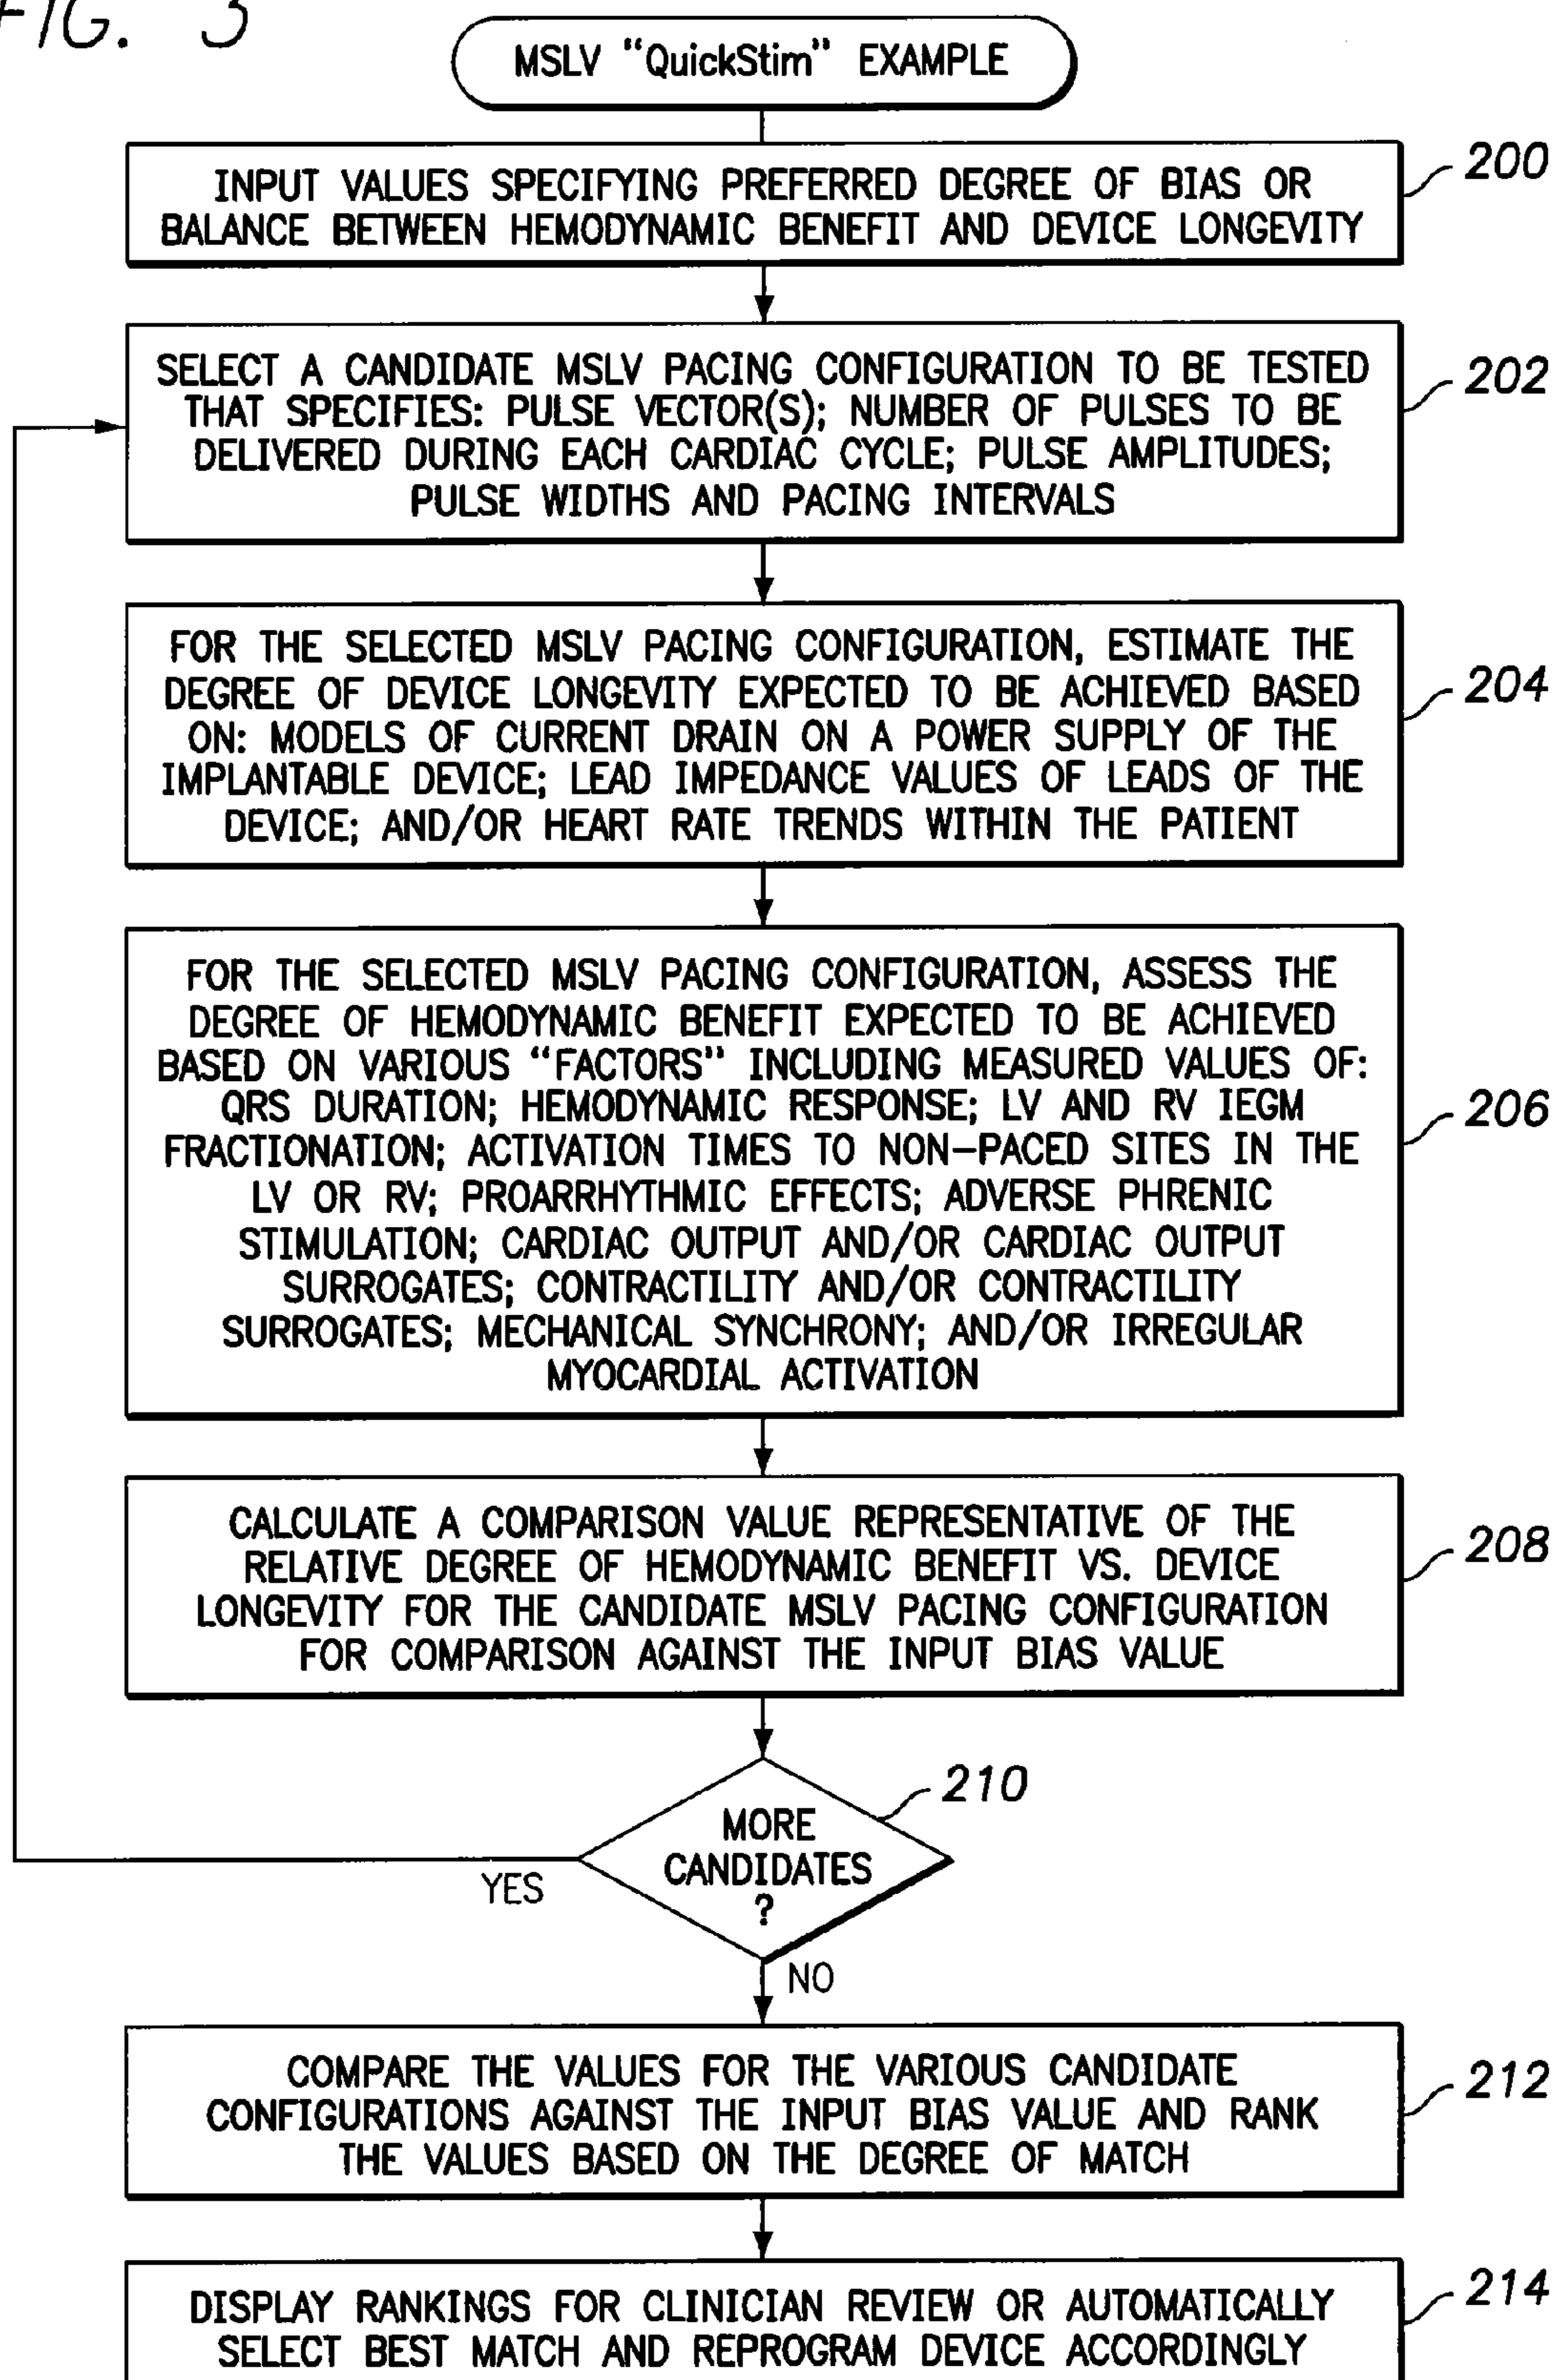 FIG. 3
MSLV "QuickStim" EXAMPLE
INPUT VALUES SPECIFYING PREFERRED DEGREE OF BIAS OR
BALANCE BETWEEN HEMODYNAMIC BENEFIT AND DEVICE LONGEVITY
200
SELECT A CANDIDATE MSLV PACING CONFIGURATION TO BE TESTED
THAT SPECIFIES: PULSE VECTOR(S); NUMBER OF PULSES TO BE
DELIVERED DURING EACH CARDIAC CYCLE; PULSE AMPLITUDES;
PULSE WIDTHS AND PACING INTERVALS
202
FOR THE SELECTED MSLV PACING CONFIGURATION, ESTIMATE THE
DEGREE OF DEVICE LONGEVITY EXPECTED TO BE ACHIEVED BASED
ON: MODELS OF CURRENT DRAIN ON A POWER SUPPLY OF THE
IMPLANTABLE DEVICE; LEAD IMPEDANCE VALUES OF LEADS OF THE
DEVICE; AND/OR HEART RATE TRENDS WITHIN THE PATIENT
204
FOR THE SELECTED MSLV PACING CONFIGURATION, ASSESS THE
DEGREE OF HEMODYNAMIC BENEFIT EXPECTED TO BE ACHIEVED
BASED ON VARIOUS "FACTORS" INCLUDING MEASURED VALUES OF:
QRS DURATION; HEMODYNAMIC RESPONSE; LV AND RV IEGM
FRACTIONATION; ACTIVATION TIMES TO NON-PACED SITES IN THE
LV OR RV; PROARRHYTHMIC EFFECTS; ADVERSE PHRENIC
STIMULATION; CARDIAC OUTPUT AND/OR CARDIAC OUTPUT
SURROGATES; CONTRACTILITY AND/OR CONTRACTILITY
SURROGATES; MECHANICAL SYNCHRONY; AND/OR IRREGULAR
MYOCARDIAL ACTIVATION
206
CALCULATE A COMPARISON VALUE REPRESENTATIVE OF THE
RELATIVE DEGREE OF HEMODYNAMIC BENEFIT VS. DEVICE
LONGEVITY FOR THE CANDIDATE MSLV PACING CONFIGURATION
FOR COMPARISON AGAINST THE INPUT BIAS VALUE
208
MORE
CANDIDATES
?
210
YES
NO
COMPARE THE VALUES FOR THE VARIOUS CANDIDATE
CONFIGURATIONS AGAINST THE INPUT BIAS VALUE AND RANK
THE VALUES BASED ON THE DEGREE OF MATCH
212
DISPLAY RANKINGS FOR CLINICIAN REVIEW OR AUTOMATICALLY
SELECT BEST MATCH AND REPROGRAM DEVICE ACCORDINGLY
214